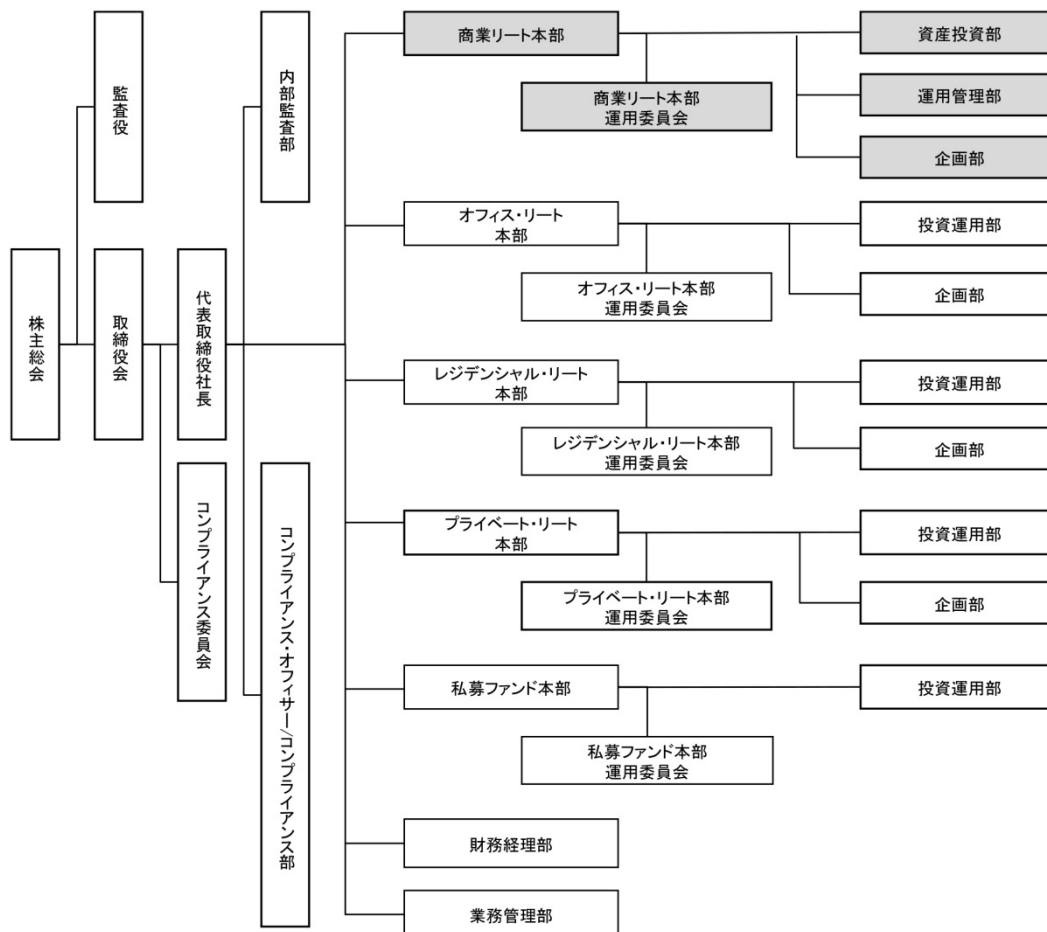 株主総会
監査役
取締役会
代表取締役社長
コンプライアンス委員会
内部監査部
コンプライアンス・オフィサー/コンプライアンス部
商業リート本部
商業リート本部
運用委員会
資産投資部
運用管理部
企画部
オフィス・リート
本部
オフィス・リート本部
運用委員会
投資運用部
企画部
レジデンシャル・リート
本部
レジデンシャル・リート本部
運用委員会
投資運用部
企画部
プライベート・リート
本部
プライベート・リート本部
運用委員会
投資運用部
企画部
私募ファンド本部
私募ファンド本部
運用委員会
投資運用部
財務経理部
業務管理部